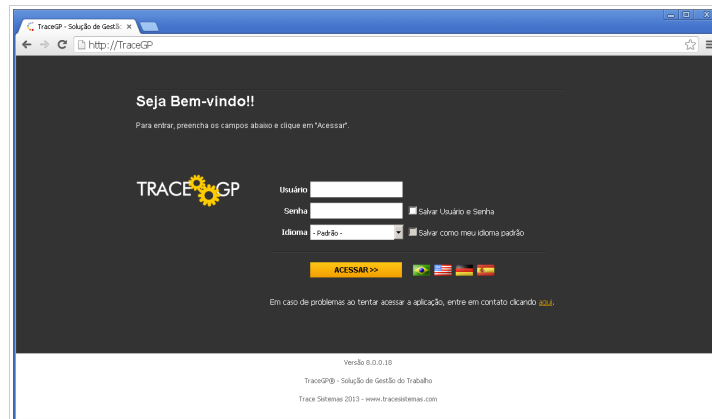 TraceGP - Solução de Gestã
http://TraceGP
Seja Bem-vindo!!
Para entrar, preencha os campos abaixo e clique em "Acessar".
TRACE GP
Usuário
Senha
Salvar Usuário e Senha
Idioma
- Padrão -
Salvar como meu idioma padrão
ACESSAR >>
Em caso de problemas ao tentar acessar a aplicação, entre em contato clicando aqui.
Versão 8.0.0.18
TraceGP® - Solução de Gestão do Trabalho
Trace Sistemas 2013 - www.tracesistemas.com